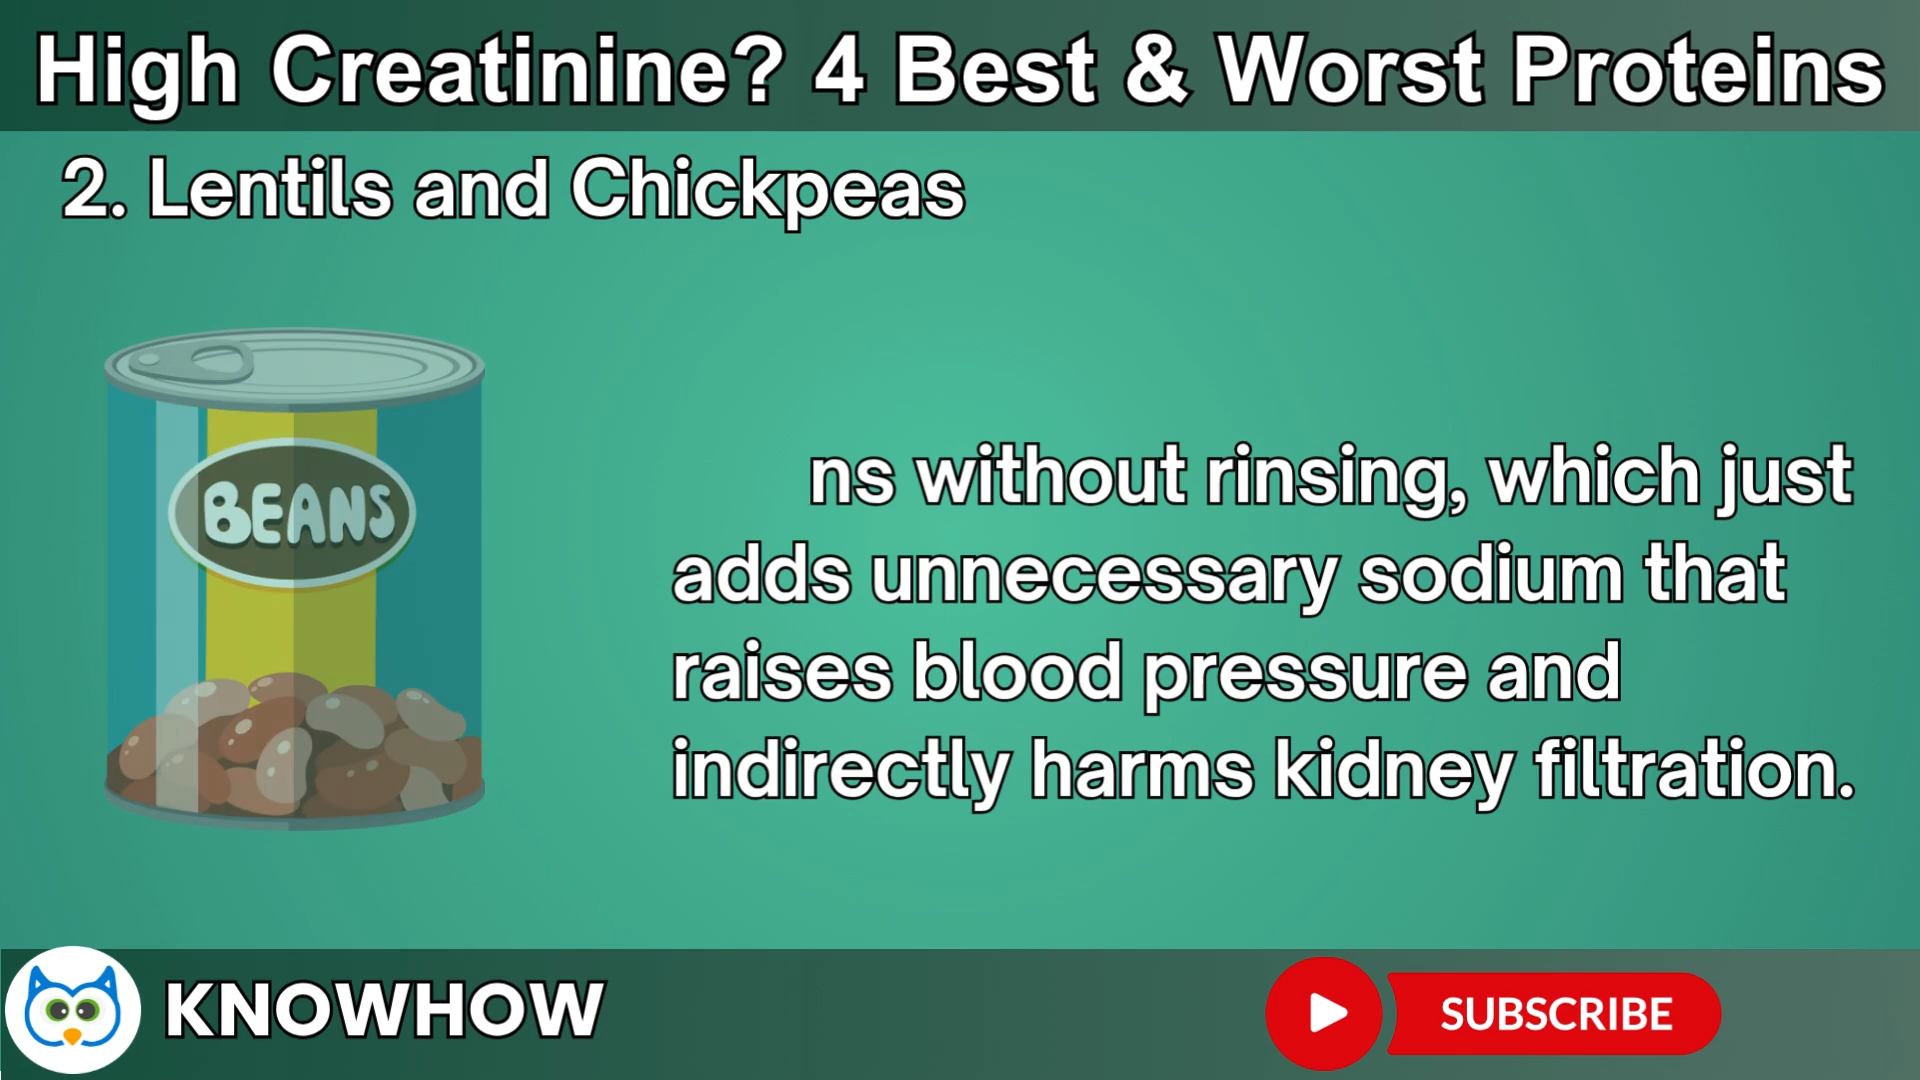 High Creatinine? 4 Best & Worst Proteins
2. Lentils and Chickpeas
BEANS
ns without rinsing, which just
adds unnecessary sodium that
raises blood pressure and
indirectly harms kidney filtration.
KNOWHOW
SUBSCRIBE